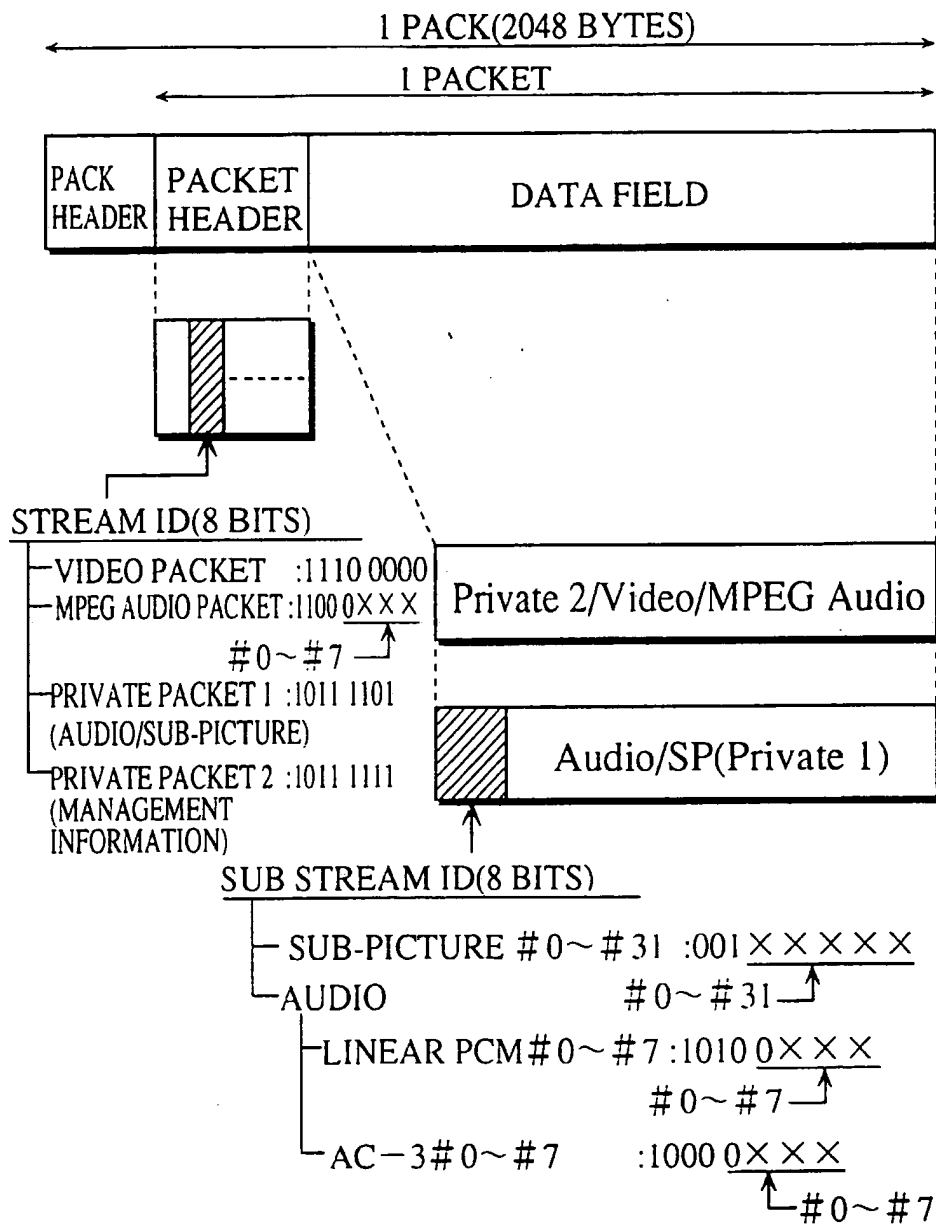 1 PACK(2048 BYTES)
1 PACKET
PACK HEADER
PACKET HEADER
DATA FIELD
STREAM ID(8 BITS)
VIDEO PACKET :1110 0000
MPEG AUDIO PACKET :1100 0×××
#0~#7
PRIVATE PACKET 1 :1011 1101
(AUDIO/SUB-PICTURE)
PRIVATE PACKET 2 :1011 1111
(MANAGEMENT
INFORMATION)
Private 2/Video/MPEG Audio
Audio/SP(Private 1)
SUB STREAM ID(8 BITS)
SUB-PICTURE #0~#31 :001×××××
#0~#31
AUDIO
LINEAR PCM#0~#7 :1010 0×××
#0~#7
AC-3#0~#7 :1000 0×××
#0~#7